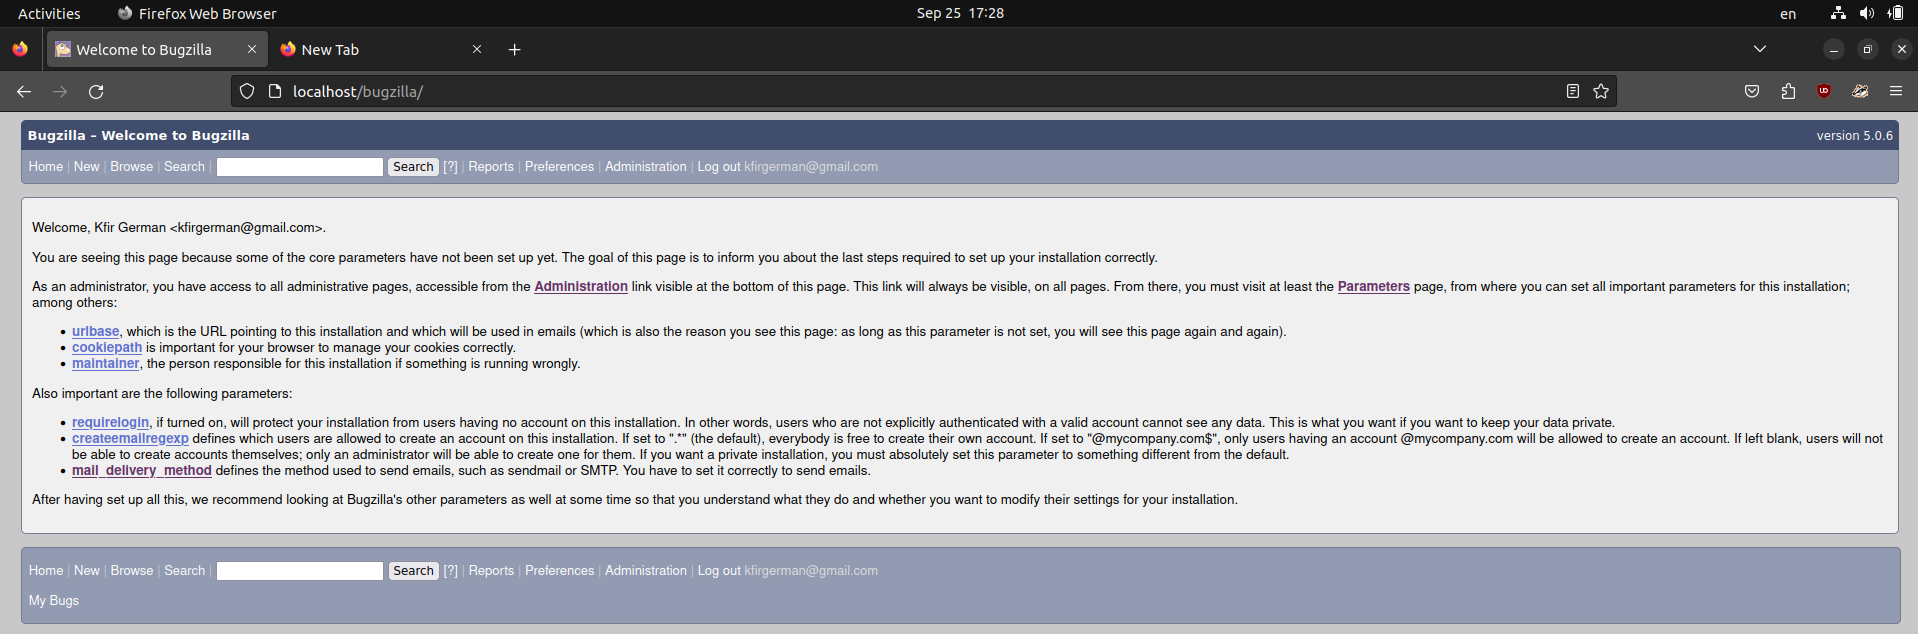 Activities Firefox Web Browser Sep 25 17:28 en
Welcome to Bugzilla New Tab
localhost/bugzilla/
Bugzilla – Welcome to Bugzilla version 5.0.6
Home | New | Browse | Search | Search [?] | Reports | Preferences | Administration | Log out kfirgerman@gmail.com
Welcome, Kfir German <kfirgerman@gmail.com>.
You are seeing this page because some of the core parameters have not been set up yet. The goal of this page is to inform you about the last steps required to set up your installation correctly.
As an administrator, you have access to all administrative pages, accessible from the Administration link visible at the bottom of this page. This link will always be visible, on all pages. From there, you must visit at least the Parameters page, from where you can set all important parameters for this installation;
among others:
• urlbase, which is the URL pointing to this installation and which will be used in emails (which is also the reason you see this page: as long as this parameter is not set, you will see this page again and again).
• cookiepath is important for your browser to manage your cookies correctly.
• maintainer, the person responsible for this installation if something is running wrongly.
Also important are the following parameters:
• requirelogin, if turned on, will protect your installation from users having no account on this installation. In other words, users who are not explicitly authenticated with a valid account cannot see any data. This is what you want if you want to keep your data private.
• createemailregexp defines which users are allowed to create an account on this installation. If set to ".*" (the default), everybody is free to create their own account. If set to "@mycompany.com$", only users having an account @mycompany.com will be allowed to create an account. If left blank, users will not
be able to create accounts themselves; only an administrator will be able to create one for them. If you want a private installation, you must absolutely set this parameter to something different from the default.
• mail_delivery_method defines the method used to send emails, such as sendmail or SMTP. You have to set it correctly to send emails.
After having set up all this, we recommend looking at Bugzilla's other parameters as well at some time so that you understand what they do and whether you want to modify their settings for your installation.
Home | New | Browse | Search | Search [?] | Reports | Preferences | Administration | Log out kfirgerman@gmail.com
My Bugs